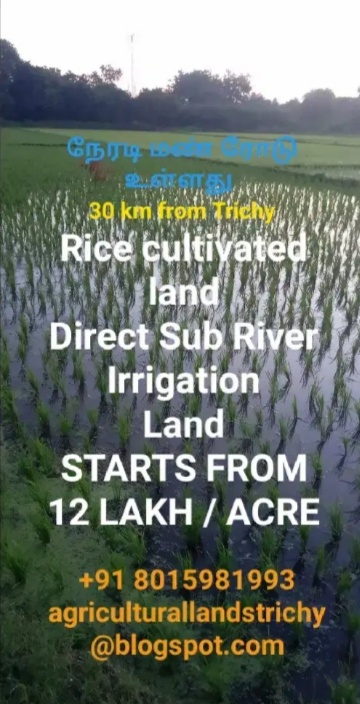 நேரடி மண் ரோடு
உள்ளது
30 km from Trichy
Rice cultivated
land
Direct Sub River
Irrigation
Land
STARTS FROM
12 LAKH / ACRE
+91 8015981993
agriculturallandstrichy
@blogspot.com